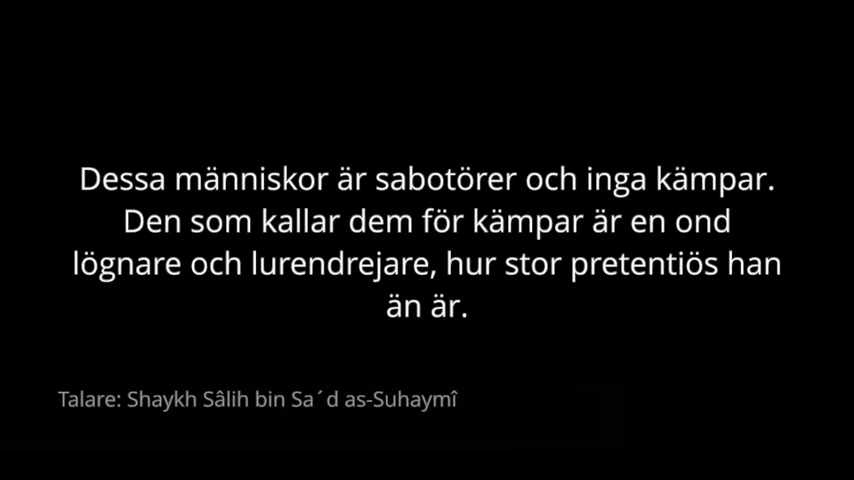 Dessa människor är sabotörer och inga kämpar.
Den som kallar dem för kämpar är en ond
lögnare och lurendrejare, hur stor pretentiös han
än är.
Talare: Shaykh Sâlih bin Sa´d as-Suhaymî